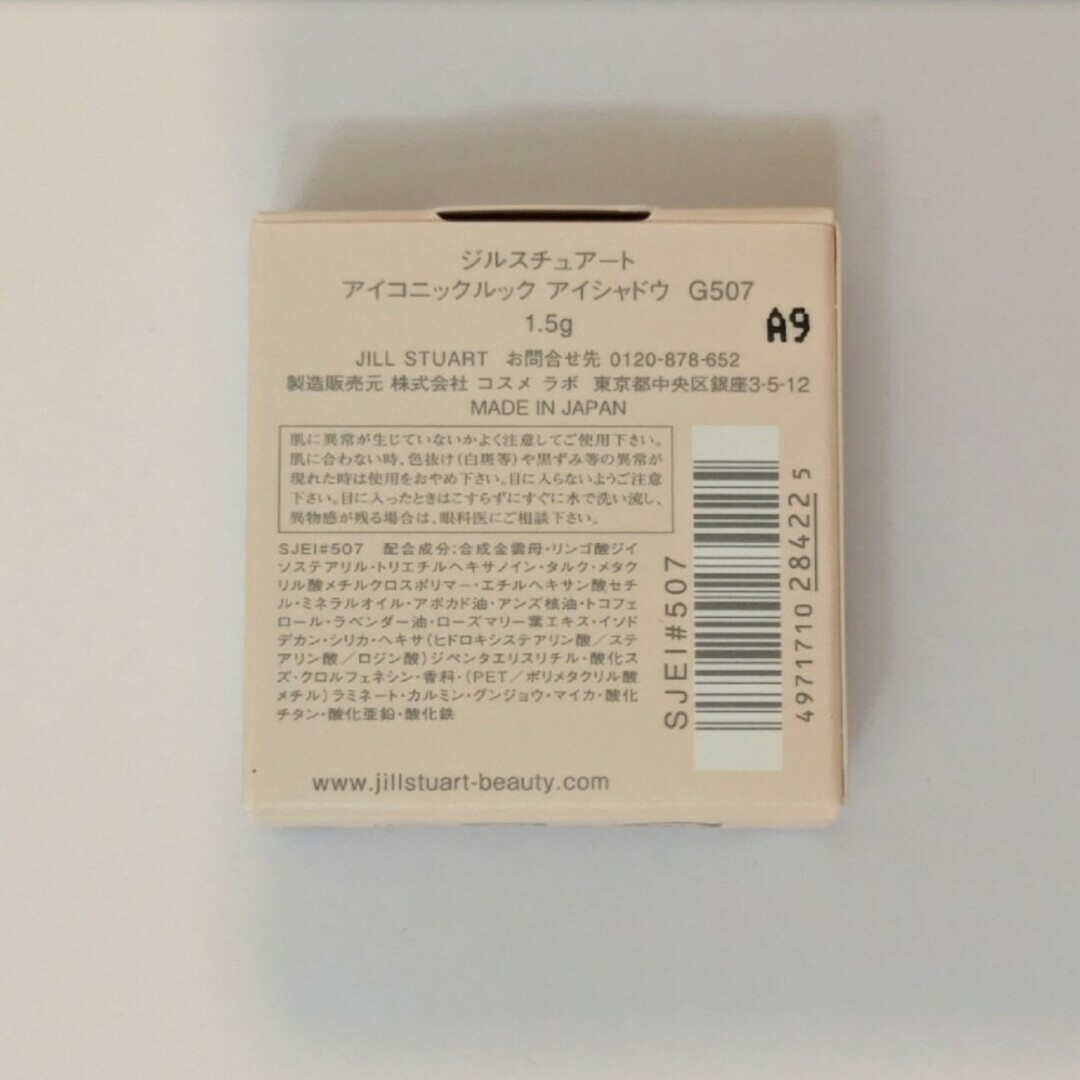 ジルスチュアート
アイコニックルック アイシャドウ G507
1.5g
A9
JILL STUART お問合せ先 0120-878-652
製造販売元 株式会社 コスメ ラボ 東京都中央区銀座3-5-12
MADE IN JAPAN
肌に異常が生じていないかよく注意してご使用下さい。
肌に合わない時、色抜け(白斑等)や黒ずみ等の異常が
現れた時は使用をおやめ下さい。目に入らないようご注意
下さい。目に入ったときはこすらずにすぐに水で洗い流し、
異物感が残る場合は、眼科医にご相談下さい。
SJEI#507 配合成分:合成金雲母・リンゴ酸ジイ
ソステアリル・トリエチルヘキサノイン・タルク・メタク
リル酸メチルクロスポリマー・エチルヘキサン酸セチ
ル・ミネラルオイル・アボカド油・アンズ核油・トコフェ
ロール・ラベンダー油・ローズマリー葉エキス・イソド
デカン・シリカ・ヘキサ(ヒドロキシステアリン酸/ステ
アリン酸/ロジン酸)ジペンタエリスリチル・酸化ス
ズ・クロルフェネシン・香料・(PET/ポリメタクリル酸
メチル)ラミネート・カルミン・グンジョウ・マイカ・酸化
チタン・酸化亜鉛・酸化鉄
SJEI#507
4971710 284225
www.jillstuart-beauty.com